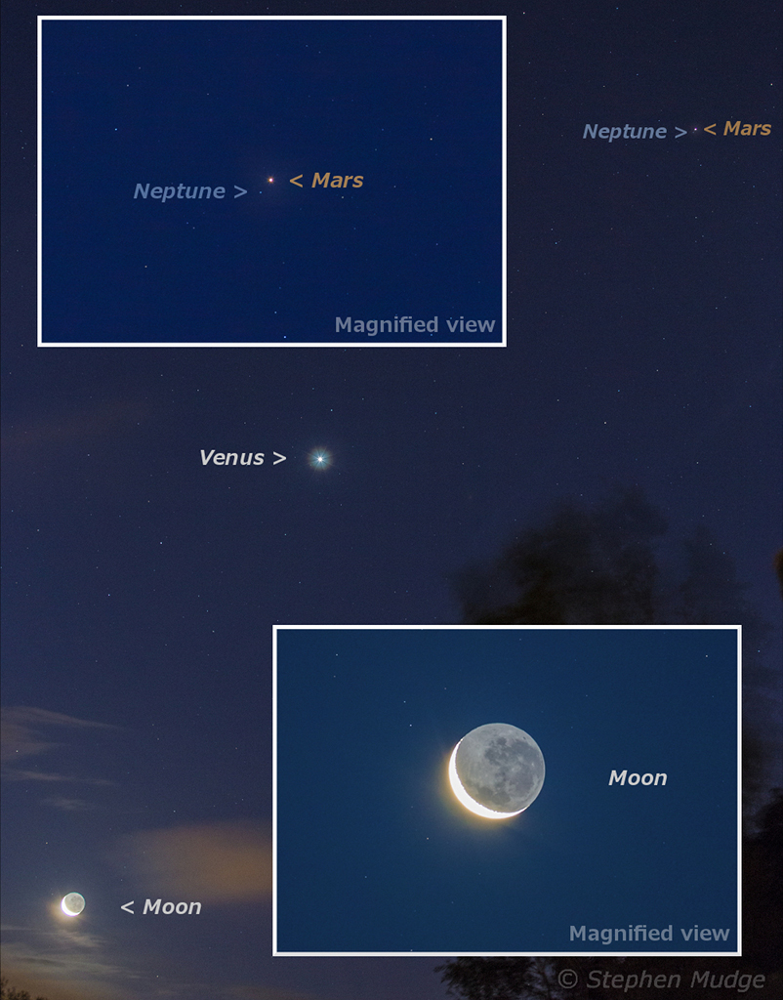 Neptune > < Mars
Neptune > < Mars
Magnified view
Venus >
Moon
< Moon
Magnified view
© Stephen Mudge